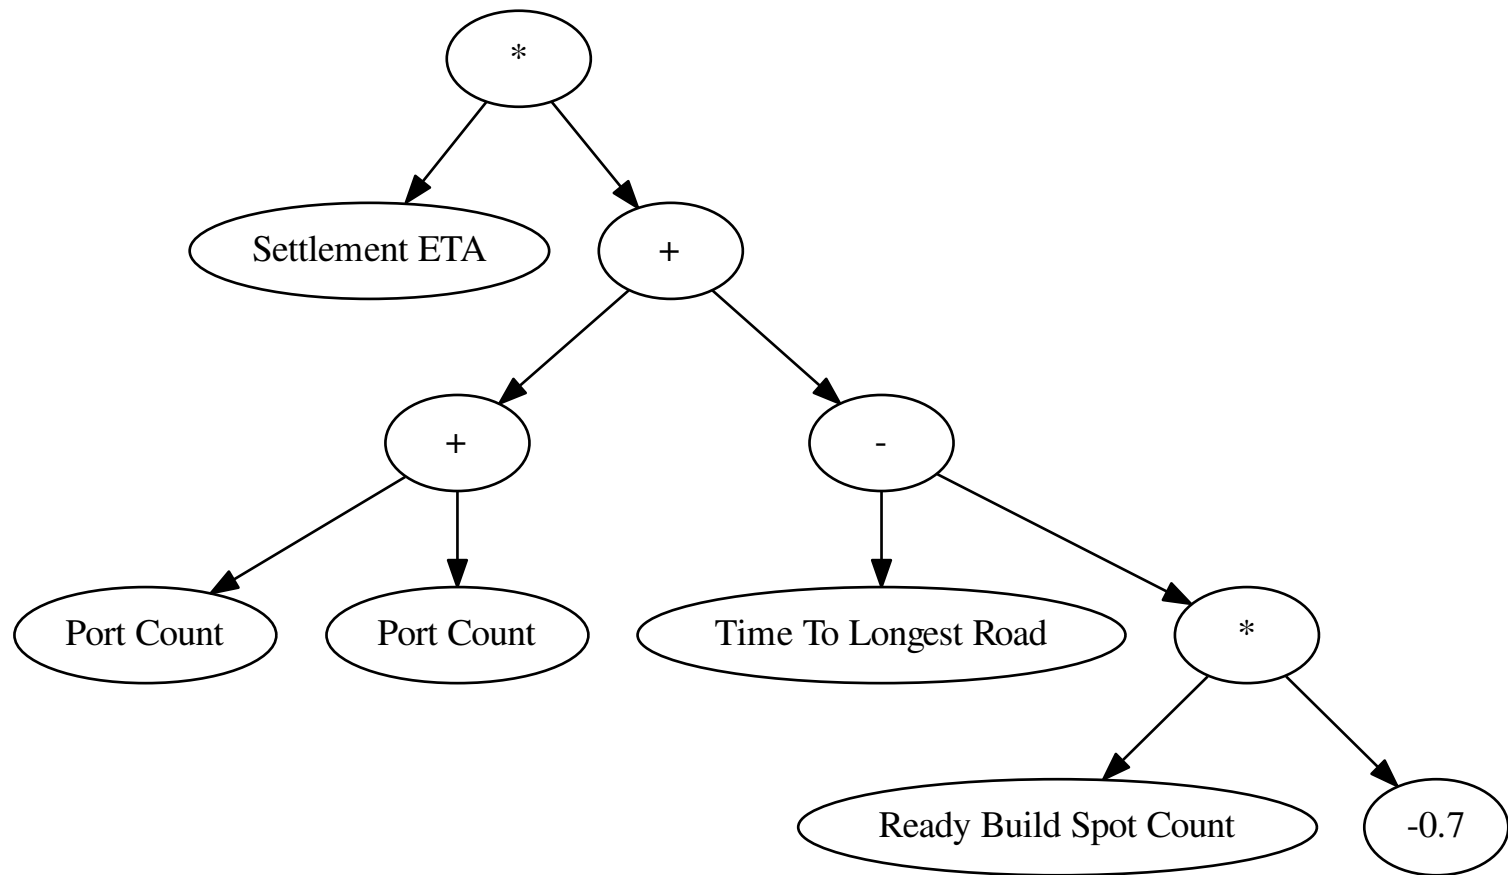 *
Settlement ETA
+
+
-
Port Count
Port Count
Time To Longest Road
*
Ready Build Spot Count
-0.7